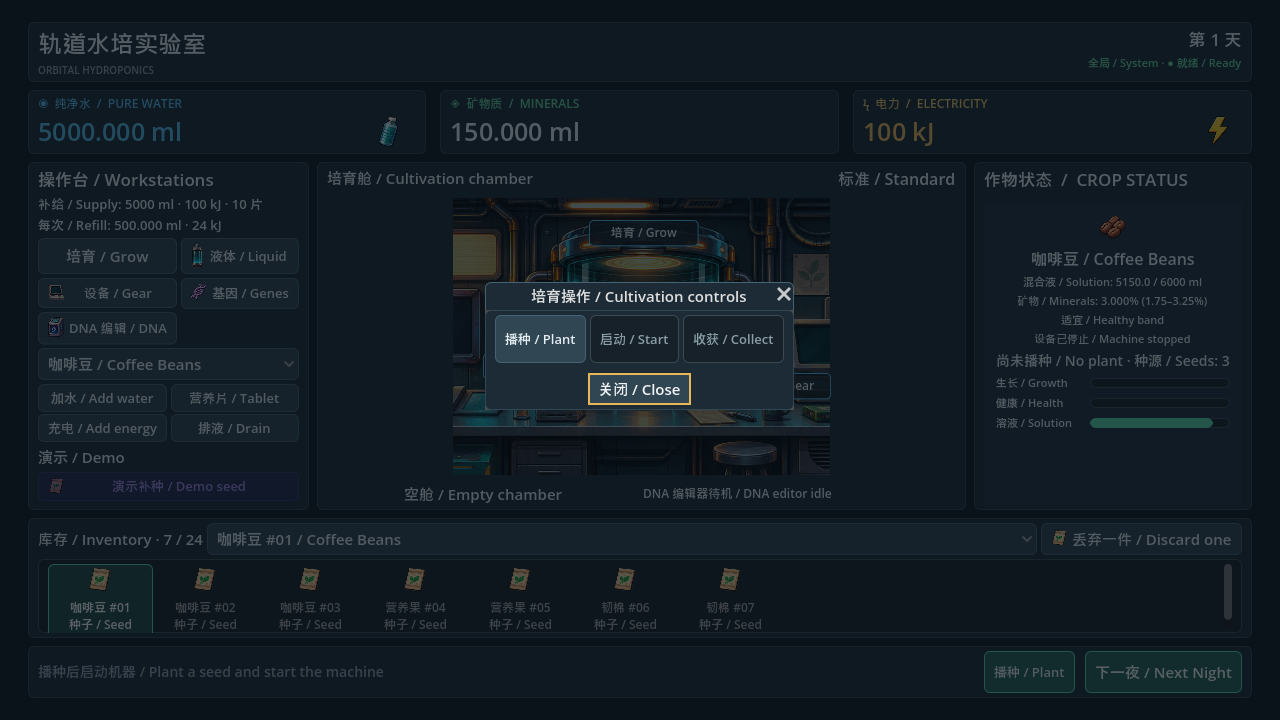 轨道水培实验室
ORBITAL HYDROPONICS
第 1 天
全局 / System · ● 就绪 / Ready
纯净水 / PURE WATER
5000.000 ml
矿物质 / MINERALS
150.000 ml
电力 / ELECTRICITY
100 kJ
操作台 / Workstations
补给 / Supply: 5000 ml · 100 kJ · 10 片
每次 / Refill: 500.000 ml · 24 kJ
培育 / Grow
液体 / Liquid
设备 / Gear
基因 / Genes
DNA 编辑 / DNA
咖啡豆 / Coffee Beans
加水 / Add water
营养片 / Tablet
充电 / Add energy
排液 / Drain
演示 / Demo
演示补种 / Demo seed
培育舱 / Cultivation chamber
标准 / Standard
培育 / Grow
培育操作 / Cultivation controls
播种 / Plant
启动 / Start
收获 / Collect
关闭 / Close
ear
空舱 / Empty chamber
DNA 编辑器待机 / DNA editor idle
作物状态 / CROP STATUS
咖啡豆 / Coffee Beans
混合液 / Solution: 5150.0 / 6000 ml
矿物 / Minerals: 3.000% (1.75–3.25%)
适宜 / Healthy band
设备已停止 / Machine stopped
尚未播种 / No plant · 种源 / Seeds: 3
生长 / Growth
健康 / Health
溶液 / Solution
库存 / Inventory · 7 / 24
咖啡豆 #01 / Coffee Beans
丢弃一件 / Discard one
咖啡豆 #01
种子 / Seed
咖啡豆 #02
种子 / Seed
咖啡豆 #03
种子 / Seed
营养果 #04
种子 / Seed
营养果 #05
种子 / Seed
韧棉 #06
种子 / Seed
韧棉 #07
种子 / Seed
播种后启动机器 / Plant a seed and start the machine
播种 / Plant
下一夜 / Next Night